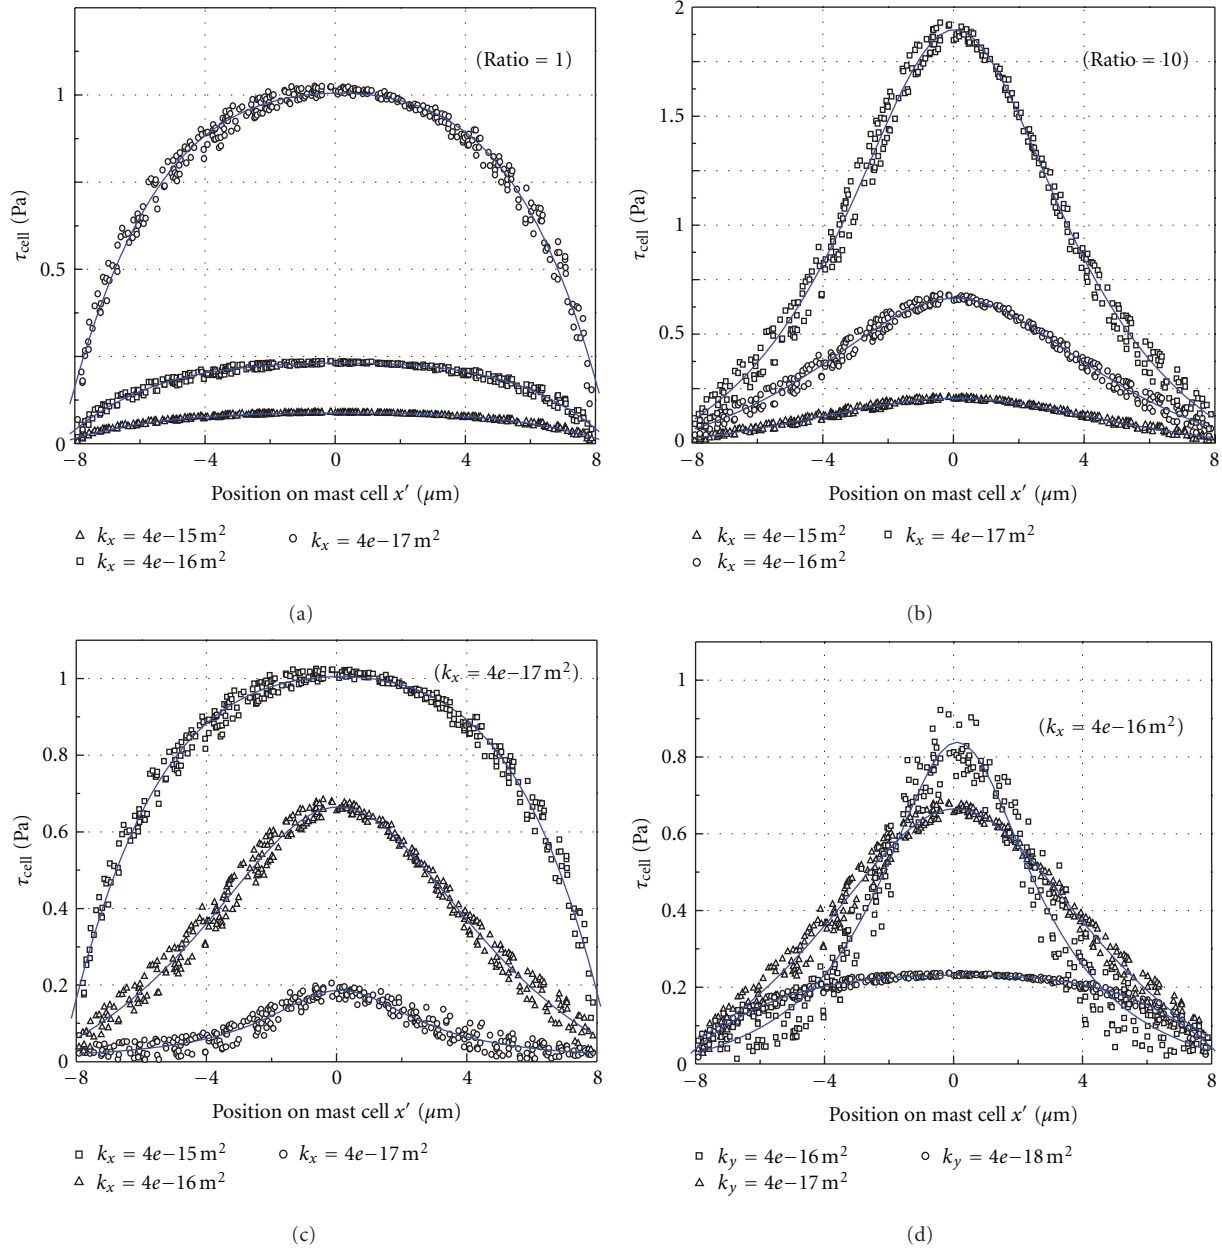 (Ratio = 1)
1
0.5
0
τcell (Pa)
−8 −4 0 4 8
Position on mast cell x′ (μm)
kx = 4e−15 m²
kx = 4e−16 m²
kx = 4e−17 m²
(a)
(Ratio = 10)
2
1.5
1
0.5
0
τcell (Pa)
−8 −4 0 4 8
Position on mast cell x′ (μm)
kx = 4e−15 m²
kx = 4e−16 m²
kx = 4e−17 m²
(b)
(kx = 4e−17 m²)
1
0.8
0.6
0.4
0.2
0
τcell (Pa)
−8 −4 0 4 8
Position on mast cell x′ (μm)
kx = 4e−15 m²
kx = 4e−16 m²
kx = 4e−17 m²
(c)
(kx = 4e−16 m²)
1
0.8
0.6
0.4
0.2
0
τcell (Pa)
−8 −4 0 4 8
Position on mast cell x′ (μm)
ky = 4e−16 m²
ky = 4e−17 m²
ky = 4e−18 m²
(d)